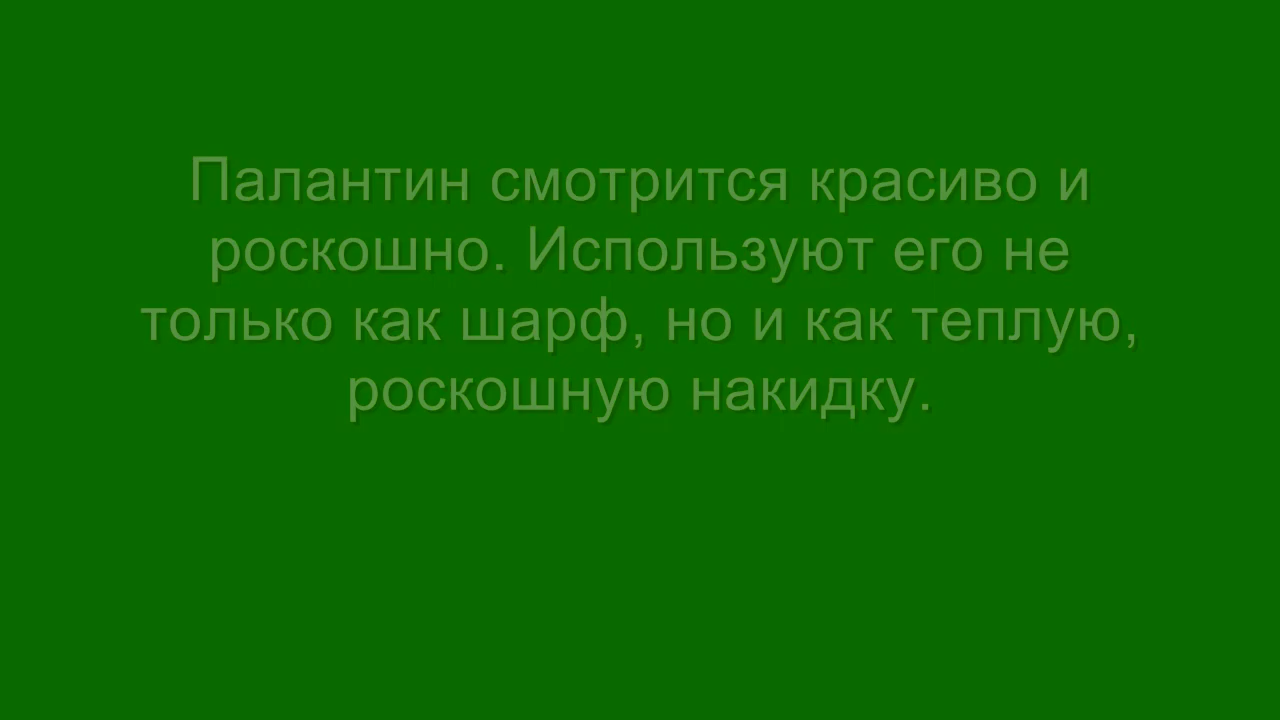 Палантин смотрится красиво и
роскошно. Используют его не
только как шарф, но и как теплую,
роскошную накидку.